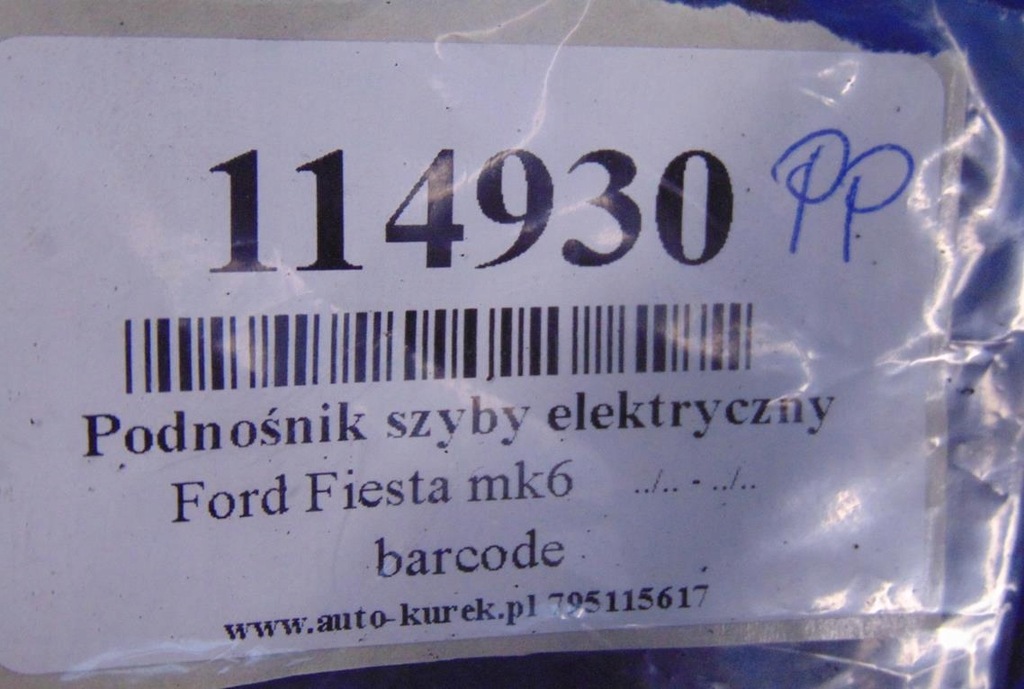 114930 PP
Podnośnik szyby elektryczny
Ford Fiesta mk6 ../.. - ../..
barcode
www.auto-kurek.pl 795115617